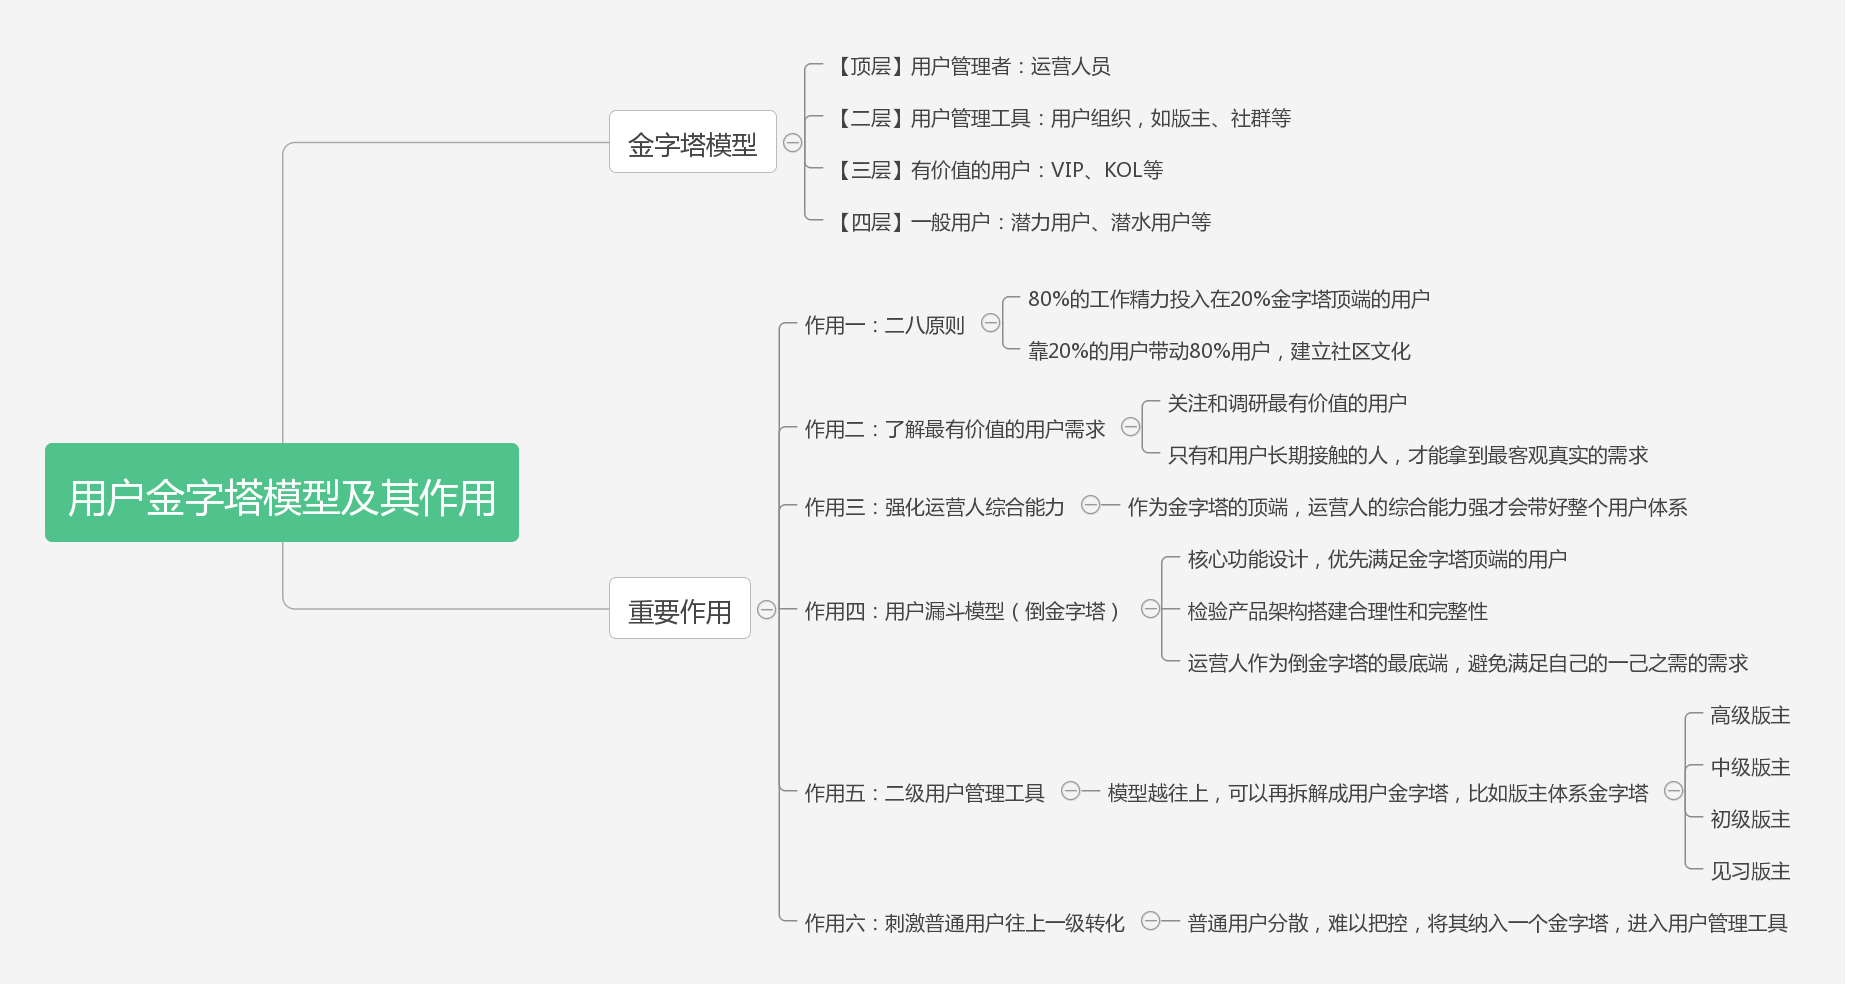 用户金字塔模型及其作用
金字塔模型
【顶层】用户管理者：运营人员
【二层】用户管理工具：用户组织，如版主、社群等
【三层】有价值的用户：VIP、KOL等
【四层】一般用户：潜力用户、潜水用户等
重要作用
作用一：二八原则
80%的工作精力投入在20%金字塔顶端的用户
靠20%的用户带动80%用户，建立社区文化
作用二：了解最有价值的用户需求
关注和调研最有价值的用户
只有和用户长期接触的人，才能拿到最客观真实的需求
作用三：强化运营人综合能力
作为金字塔的顶端，运营人的综合能力强才会带好整个用户体系
作用四：用户漏斗模型（倒金字塔）
核心功能设计，优先满足金字塔顶端的用户
检验产品架构搭建合理性和完整性
运营人作为倒金字塔的最底端，避免满足自己的一己之需的需求
作用五：二级用户管理工具
模型越往上，可以再拆解成用户金字塔，比如版主体系金字塔
高级版主
中级版主
初级版主
见习版主
作用六：刺激普通用户往上一级转化
普通用户分散，难以把控，将其纳入一个金字塔，进入用户管理工具